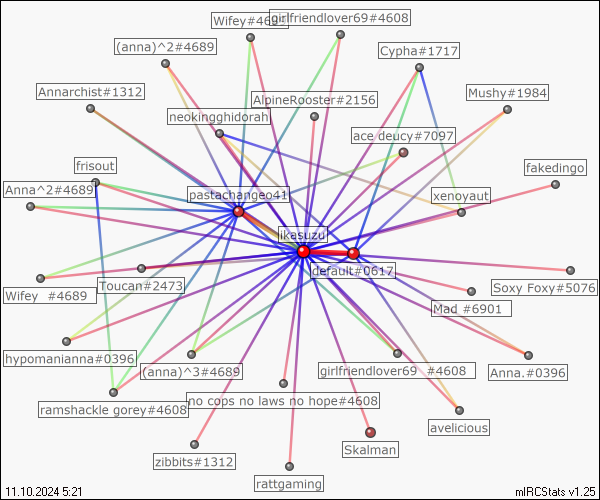 Wifey#4694
girlfriendlover69#4608
(anna)^2#4689
Cypha#1717
Annarchist#1312
Mushy#1984
AlpineRooster#2156
neokingghidorah
ace deucy#7097
frisout
fakedingo
Anna^2#4689
pastachangeo41
xenoyaut
ikasuzu
default#0617
Toucan#2473
Soxy Foxy#5076
Wifey  #4689
Mad #6901
hypomanianna#0396
(anna)^3#4689
girlfriendlover69  #4608
Anna.#0396
ramshackle gorey#4608
no cops no laws no hope#4608
avelicious
Skalman
zibbits#1312
rattgaming
11.10.2024 5:21
mIRCStats v1.25